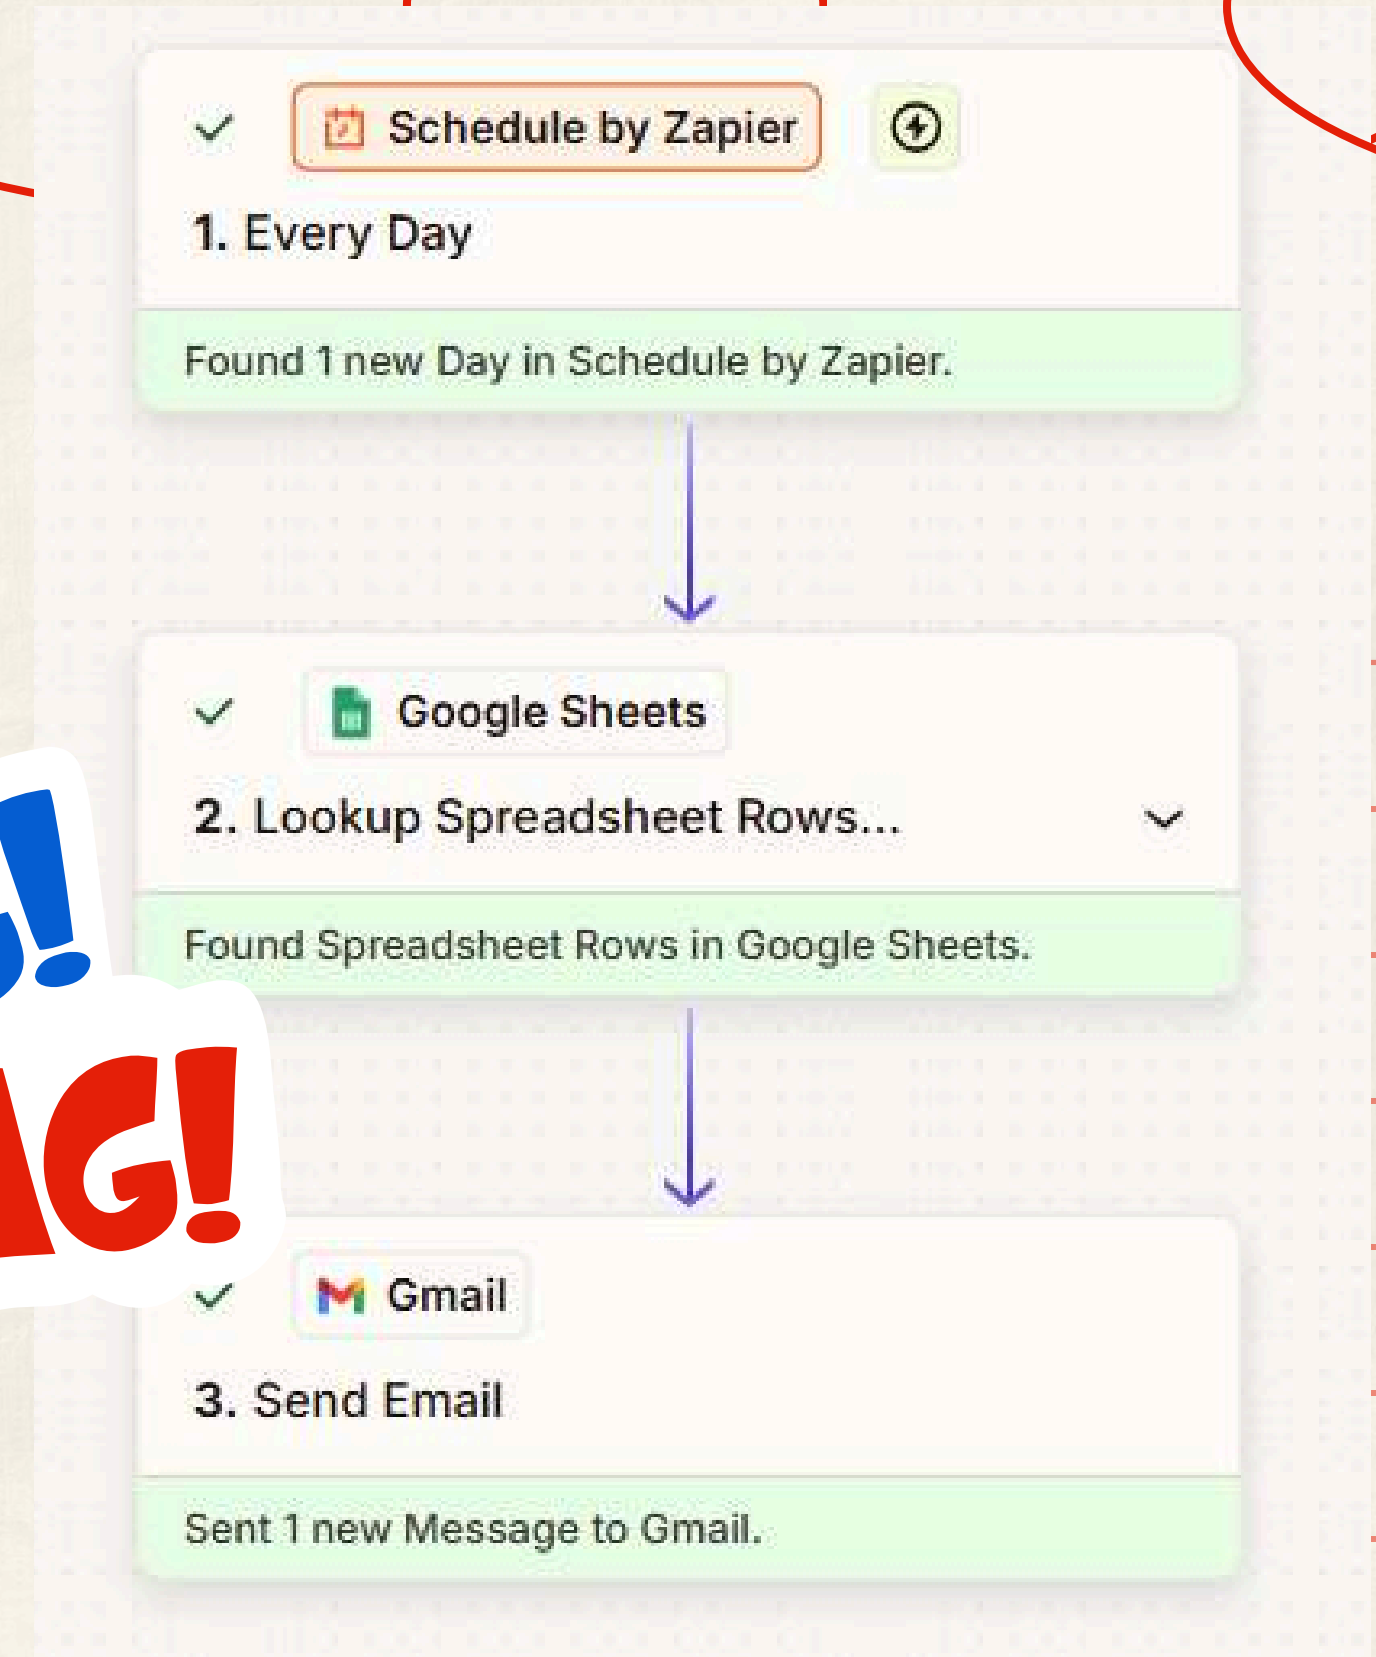 Schedule by Zapier
1. Every Day
Found 1 new Day in Schedule by Zapier.
Google Sheets
2. Lookup Spreadsheet Rows...
Found Spreadsheet Rows in Google Sheets.
G!
Gmail
3. Send Email
Sent 1 new Message to Gmail.